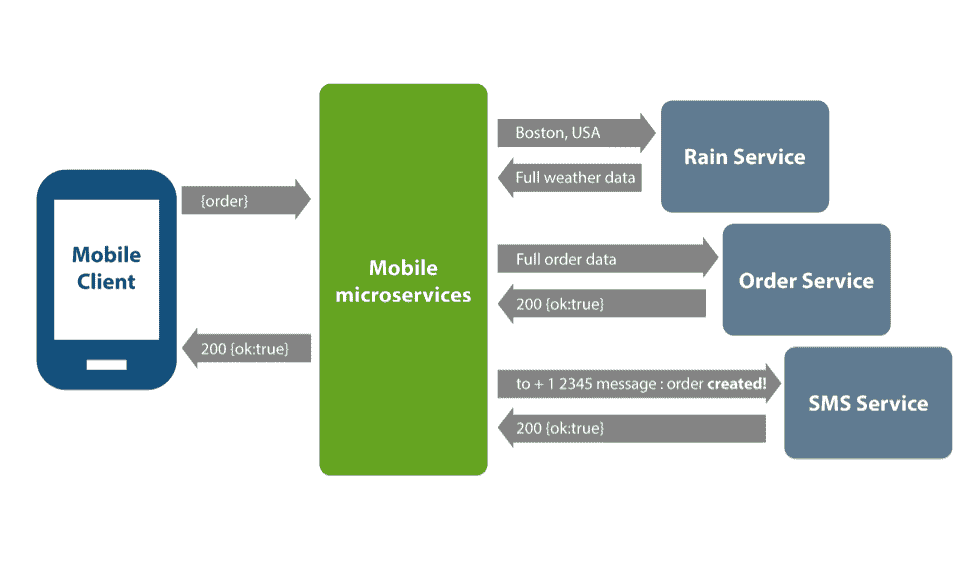 Mobile
Client
{order}
200 {ok:true}
Mobile
microservices
Boston, USA
Full weather data
Rain Service
Full order data
200 {ok:true}
Order Service
to + 1 2345 message : order created!
200 {ok:true}
SMS Service